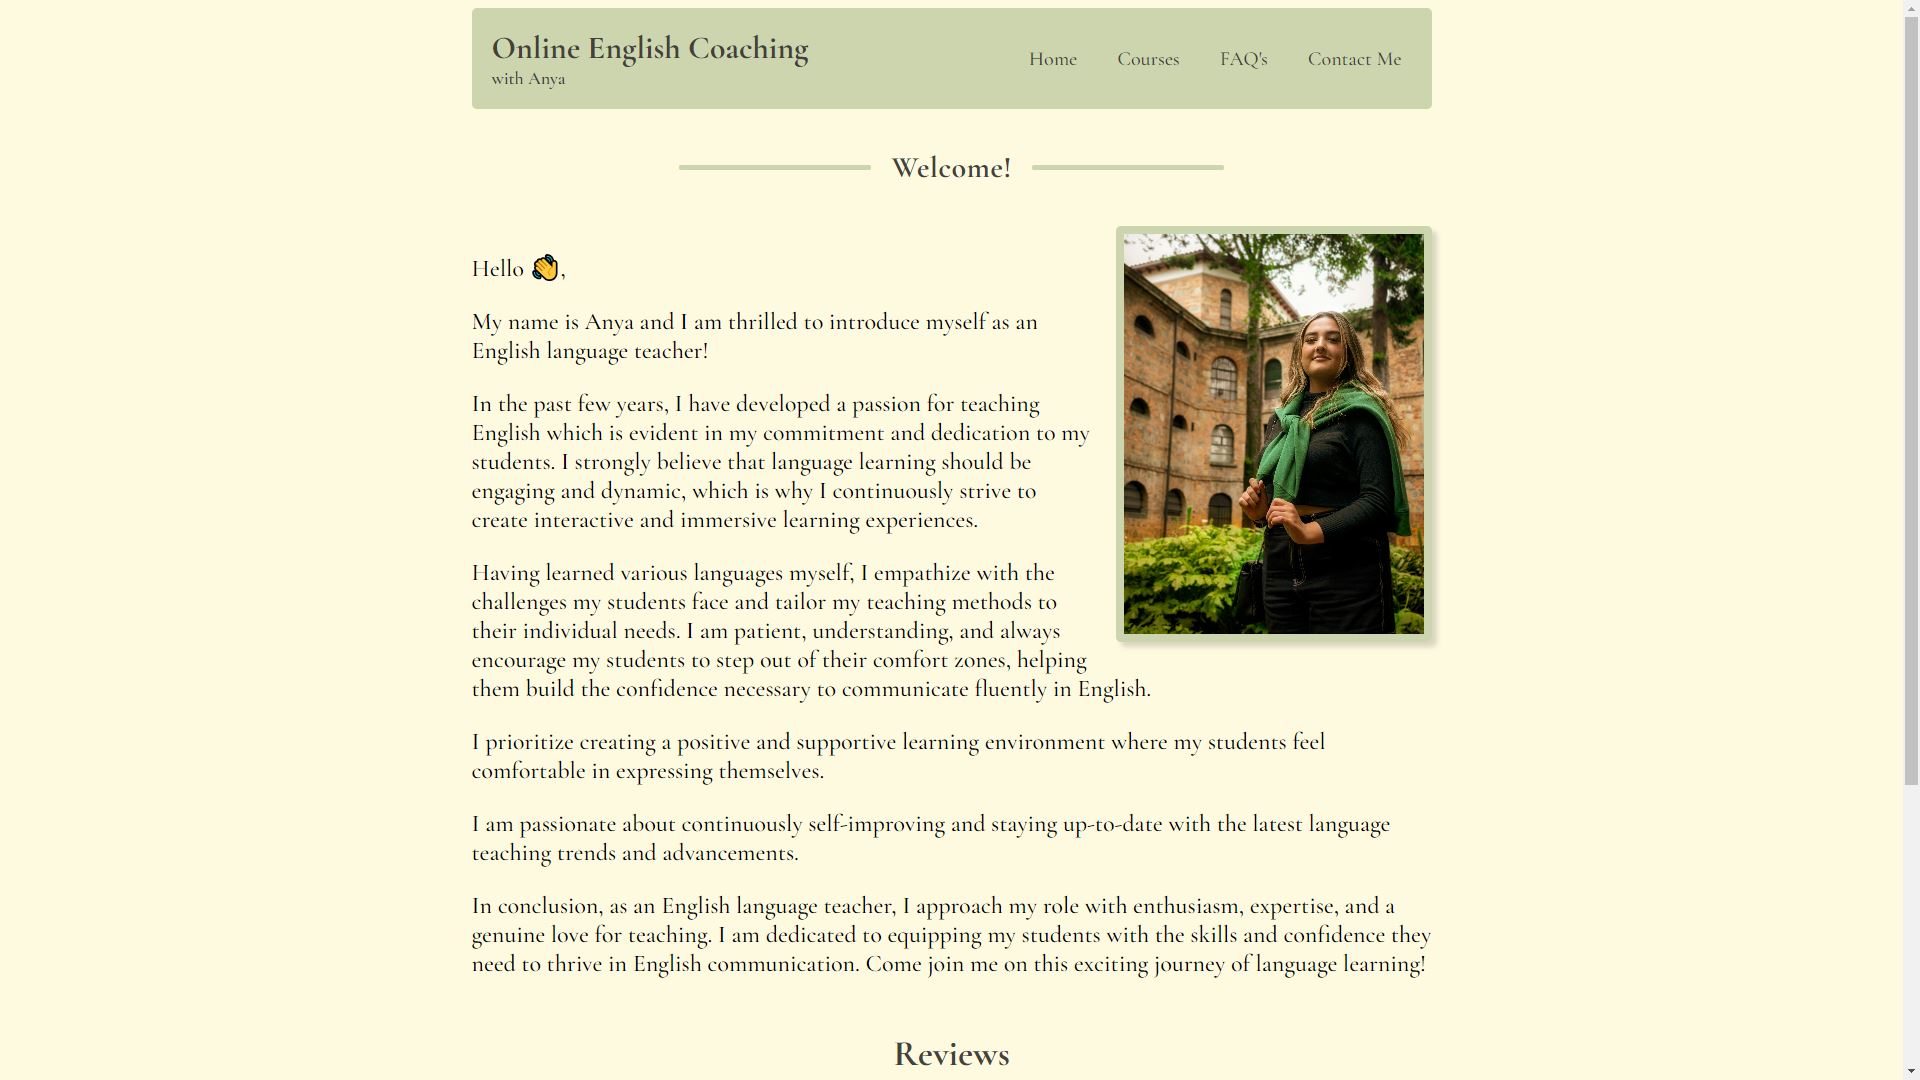 Online English Coaching
with Anya
Home Courses FAQ's Contact Me
Welcome!
Hello 👏,
My name is Anya and I am thrilled to introduce myself as an
English language teacher!
In the past few years, I have developed a passion for teaching
English which is evident in my commitment and dedication to my
students. I strongly believe that language learning should be
engaging and dynamic, which is why I continuously strive to
create interactive and immersive learning experiences.
Having learned various languages myself, I empathize with the
challenges my students face and tailor my teaching methods to
their individual needs. I am patient, understanding, and always
encourage my students to step out of their comfort zones, helping
them build the confidence necessary to communicate fluently in English.
I prioritize creating a positive and supportive learning environment where my students feel
comfortable in expressing themselves.
I am passionate about continuously self-improving and staying up-to-date with the latest language
teaching trends and advancements.
In conclusion, as an English language teacher, I approach my role with enthusiasm, expertise, and a
genuine love for teaching. I am dedicated to equipping my students with the skills and confidence they
need to thrive in English communication. Come join me on this exciting journey of language learning!
Reviews